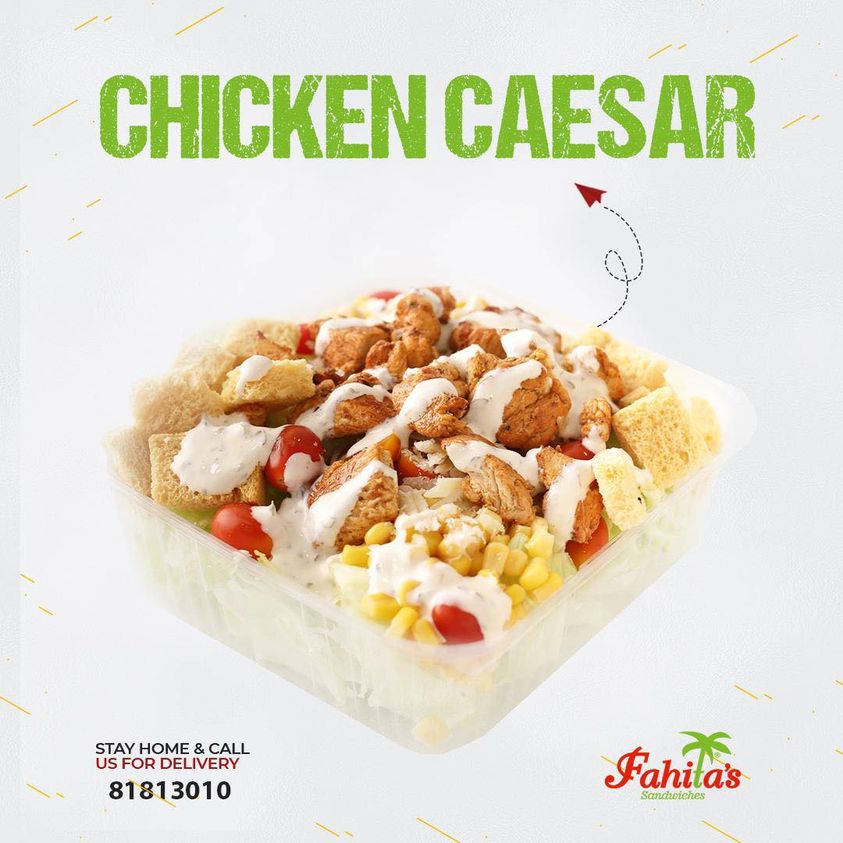 CHICKEN CAESAR
STAY HOME & CALL
US FOR DELIVERY
81813010
Fahita's
®
Sandwiches